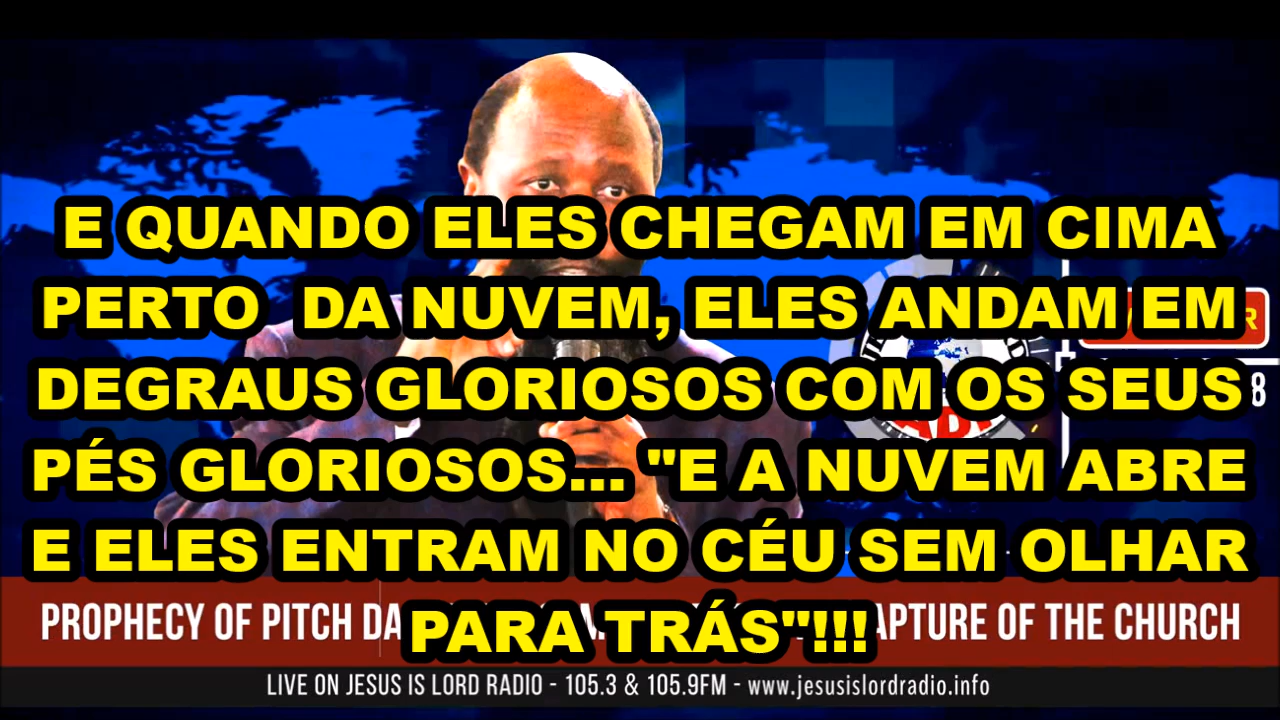 E QUANDO ELES CHEGAM EM CIMA
PERTO DA NUVEM, ELES ANDAM EM
DEGRAUS GLORIOSOS COM OS SEUS
PÉS GLORIOSOS... "E A NUVEM ABRE
E ELES ENTRAM NO CÉU SEM OLHAR
PARA TRÁS"!!!
8
PROPHECY OF PITCH OF THE CHURCH
LIVE ON JESUS IS LORD RADIO - 105.3 & 105.9FM - www.jesusislordradio.info